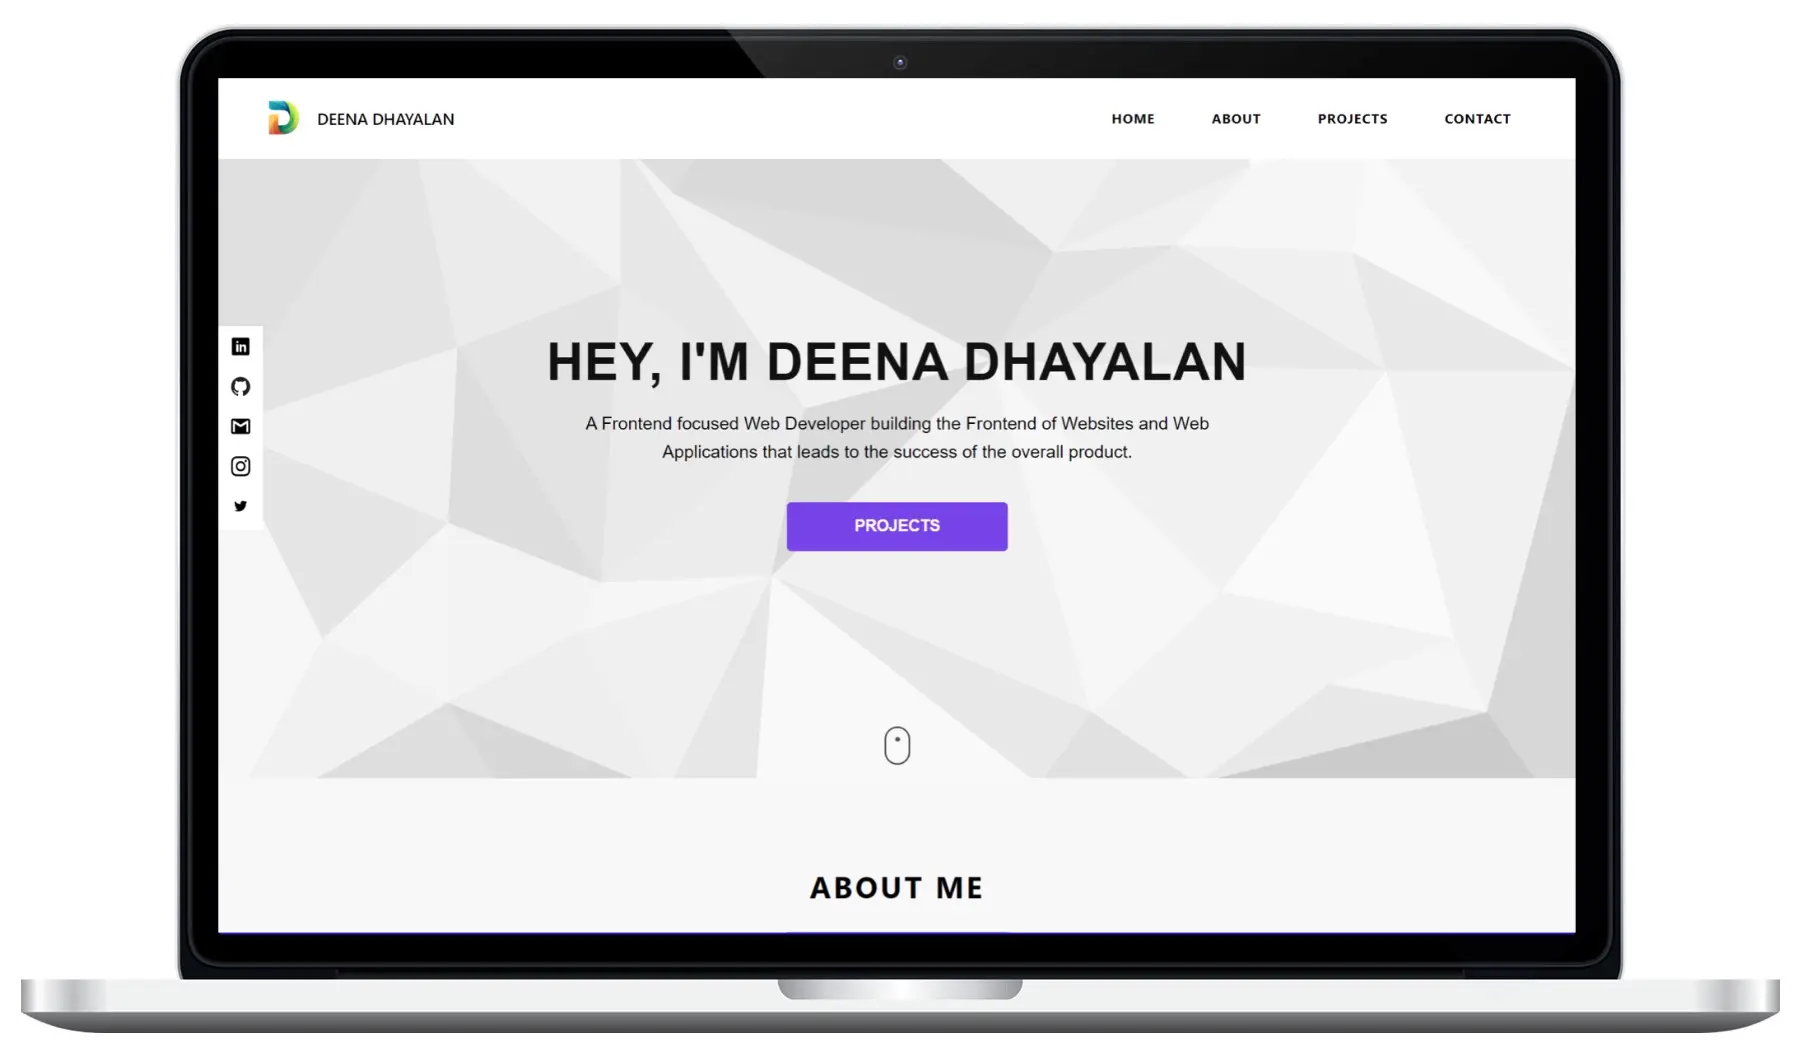 DEENA DHAYALAN
HOME
ABOUT
PROJECTS
CONTACT
HEY, I'M DEENA DHAYALAN
A Frontend focused Web Developer building the Frontend of Websites and Web
Applications that leads to the success of the overall product.
PROJECTS
ABOUT ME